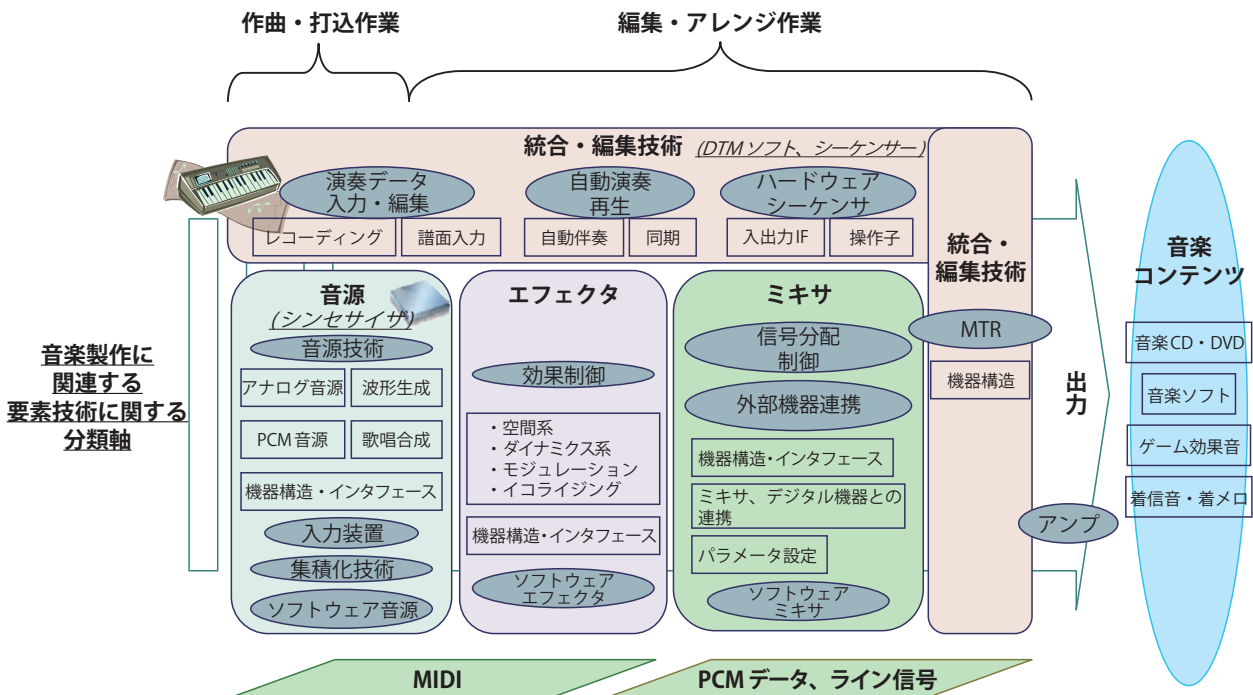 作曲・打込作業
編集・アレンジ作業
統合・編集技術 (DTMソフト、シーケンサー)
演奏データ
入力・編集
自動演奏
再生
ハードウェア
シーケンサ
レコーディング
譜面入力
自動伴奏
同期
入出力IF
操作子
統合・
編集技術
MTR
機器構造
音楽製作に
関連する
要素技術に関する
分類軸
音源
(シンセサイザ)
音源技術
アナログ音源
波形生成
PCM音源
歌唱合成
機器構造・インタフェース
入力装置
集積化技術
ソフトウェア音源
エフェクタ
効果制御
・空間系
・ダイナミクス系
・モジュレーション
・イコライジング
機器構造・インタフェース
ソフトウェア
エフェクタ
ミキサ
信号分配
制御
外部機器連携
機器構造・インタフェース
ミキサ、デジタル機器との
連携
パラメータ設定
ソフトウェア
ミキサ
出力
アンプ
音楽
コンテンツ
音楽CD・DVD
音楽ソフト
ゲーム効果音
着信音・着メロ
MIDI
PCMデータ、ライン信号